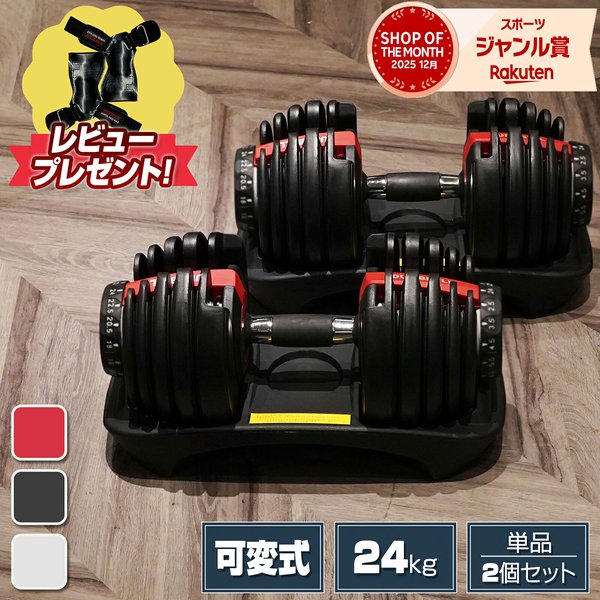 レビュー
プレゼント!
SHOP OF
THE MONTH
2025 12月
スポーツ
ジャンル賞
Rakuten
可変式
24kg
単品
2個セット